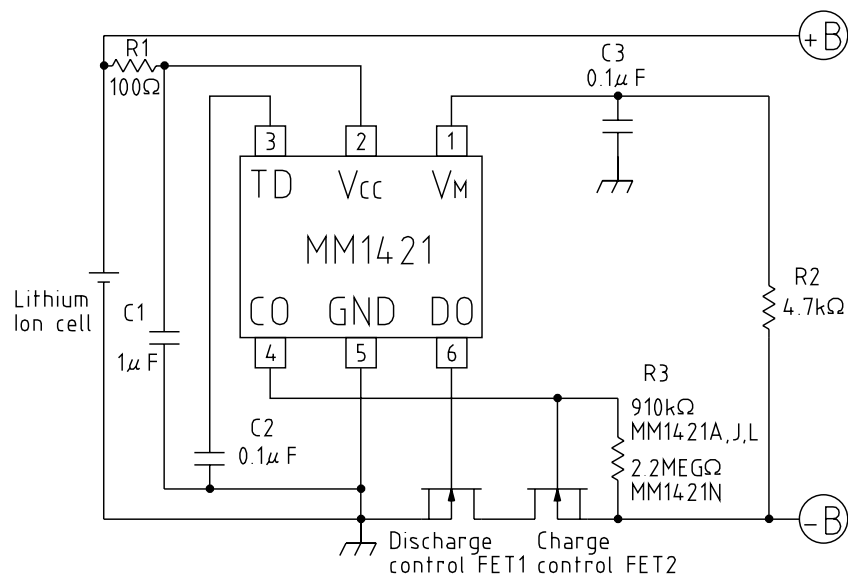 +B
R1
100Ω
C3
0.1μF
3
2
1
TD
VCC
VM
MM1421
Lithium
Ion cell
C1
1μF
CO
GND
DO
R2
4.7kΩ
4
5
6
R3
910kΩ
MM1421A,J,L
2.2MEGΩ
MM1421N
C2
0.1μF
-B
Discharge
control FET1
Charge
control FET2